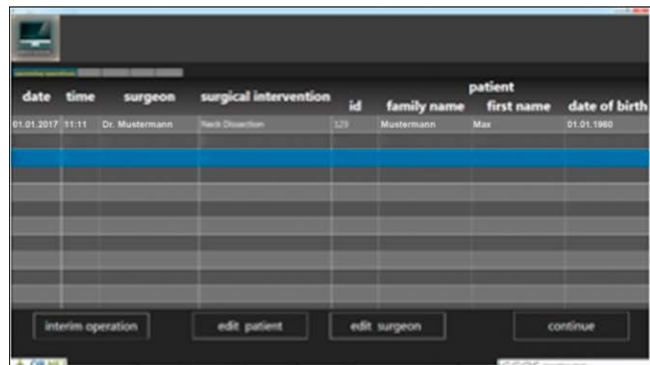 patient
date time surgeon surgical intervention id family name first name date of birth
01.01.2017 11:11 Dr. Mustermann Neck Dissection 129 Mustermann Max 01.01.1960
interim operation edit patient edit surgeon continue